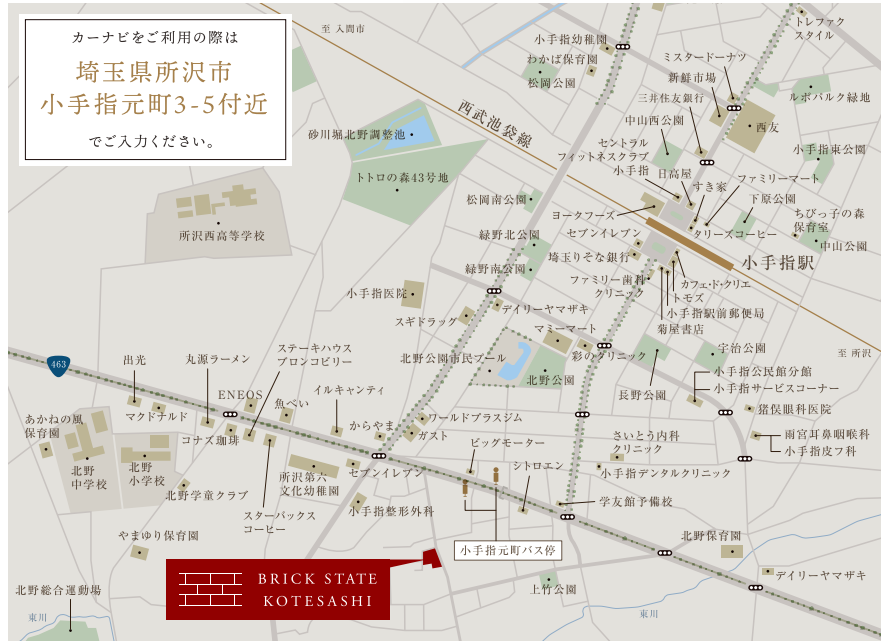 カーナビをご利用の際は
埼玉県所沢市
小手指元町3-5付近
でご入力ください。
至 入間市
西武池袋線
小手指幼稚園
わかば保育園
松岡公園
トレファク
スタイル
ミスタードーナツ
新鮮市場
三井住友銀行
中山西公園
西友
ルボパルク緑地
小手指東公園
セントラル
フィットネスクラブ
小手指
日高屋
すき家
ファミリーマート
下原公園
ちびっ子の森
保育室
中山公園
タリーズコーヒー
ヨータフーズ
セブンイレブン
埼玉りそな銀行
ファミリー歯科
クリニック
小手指駅
カフェ・ド・クリエ
トモズ
小手指駅前郵便局
菊屋書店
砂川堀北野調整池
トトロの森43号地
所沢西高等学校
松岡南公園
緑野北公園
緑野南公園
小手指医院
スギドラッグ
デイリーヤマザキ
マミーマート
北野公園市民プール
北野公園
彩のクリニック
長野公園
宇治公園
至 所沢
小手指公民館分館
小手指サービスコーナー
猪俣眼科医院
雨宮耳鼻咽喉科
小手指皮フ科
463
出光
丸源ラーメン
ステーキハウス
ブロンコビリー
ENEOS
魚べい
イルキャンティ
からやま
ワールドプラスジム
ガスト
マクドナルド
コナズ珈琲
あかねの風
保育園
北野
中学校
北野
小学校
北野学童クラブ
スターバックス
コーヒー
所沢第六
文化幼稚園
セブンイレブン
小手指整形外科
ビッグモーター
シトロエン
さいとう内科
クリニック
小手指デンタルクリニック
学友館予備校
小手指元町バス停
やまゆり保育園
北野保育園
デイリーヤマザキ
上竹公園
北野総合運動場
東川
東川
BRICK STATE
KOTESASHI